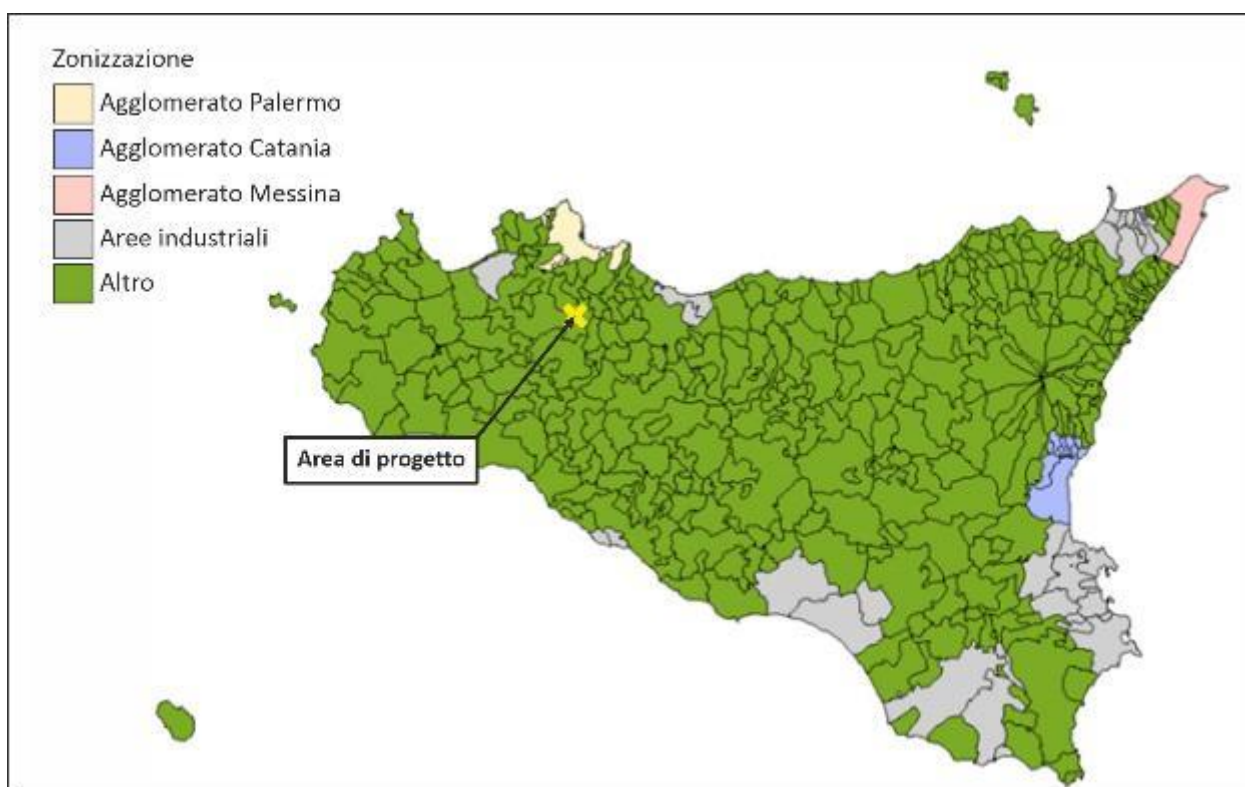 Zonizzazione
Agglomerato Palermo
Agglomerato Catania
Agglomerato Messina
Aree industriali
Altro
Area di progetto